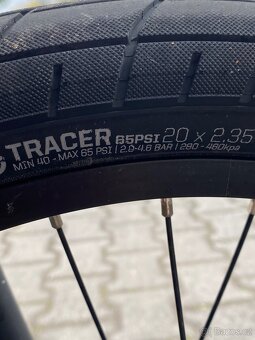 TRACER 65PSI 20 x 2.35
MIN 40 - MAX 65 PSI | 2.8-4.6 BAR | 280 - 460kpa